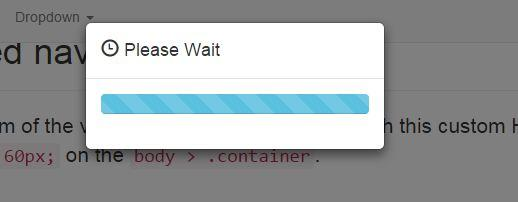 Dropdown
ed nav
Please Wait
m of the v h this custom H
60px; on the body > .container.